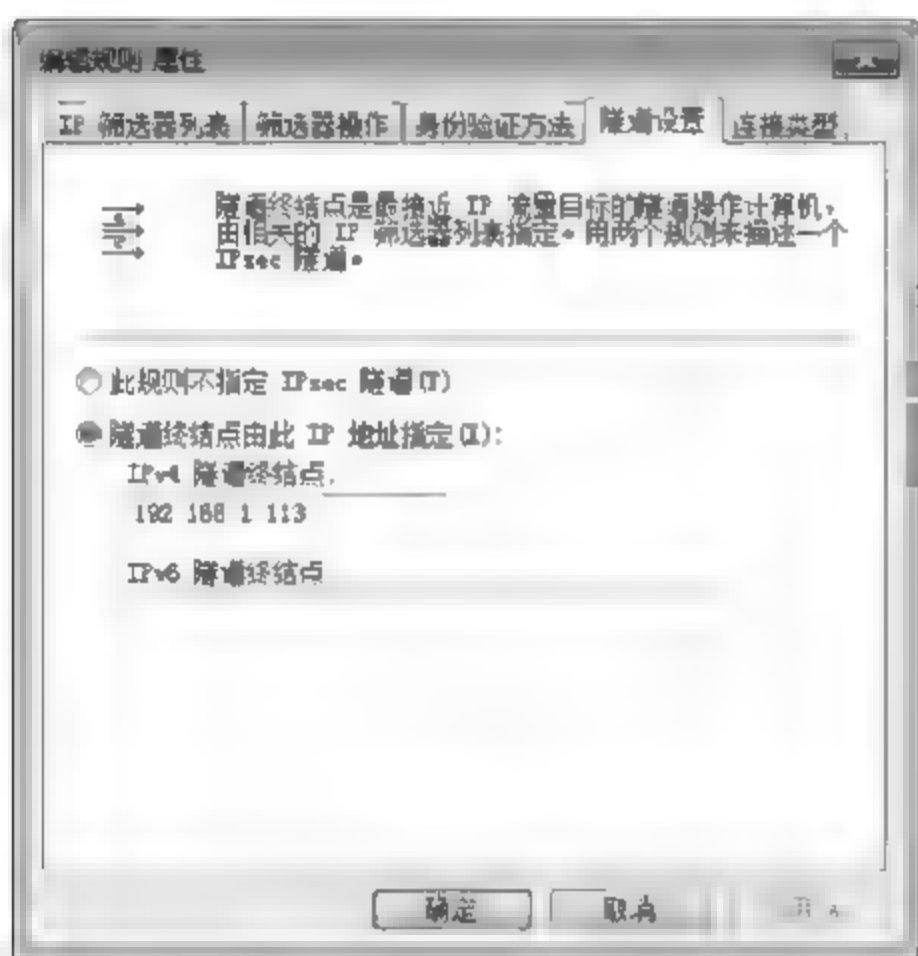 编辑规则 属性
IP 筛选器列表 筛选器操作 身份验证方法 隧道设置 连接类型
隧道终结点是最接近 IP 流量目标的隧道操作计算机,
由相关的 IP 筛选器列表指定。用两个规则来描述一个
IPsec 隧道。
此规则不指定 IPsec 隧道(T)
隧道终结点由此 IP 地址指定(I):
IPv4 隧道终结点
192 168 1 113
IPv6 隧道终结点
确定 取消